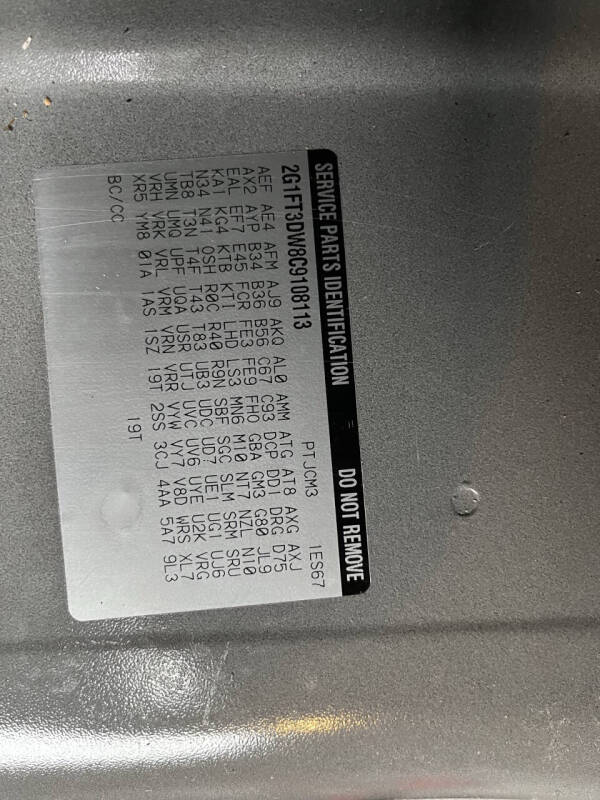 SERVICE PARTS IDENTIFICATION DO NOT REMOVE
2G1FT3DW8C9108113 PTJCM3 1ES67
AEF AE4 AFM AJ9 AKQ AL0 AMM ATG AT8 AXG AXJ
AX2 AYP B34 B36 B56 C67 C93 DCP DD1 DRG D75
EAL EF7 E45 FCR FE3 FE9 FHO GBA GM3 G80 JL9
KA1 KG4 KTB KT1 LHD LS3 MN6 M10 NT7 NZL N10
N34 N41 OSH R0C R40 R9N SBF SGC SLM SRM SRU
TB8 T3N T4F T43 T83 UB3 UDC UD7 UE1 UG1 UJ6
UMN UMQ UPF UQA USR UTJ UVC UV6 UYE U2K VRG
VRH VRK VRL VRM VRN VRR VYW VY7 V8D WRS XL7
XR5 YM8 01A 1AS 1SZ 19T 2SS 3CJ 4AA 5A7 9L3
BC/CC 19T